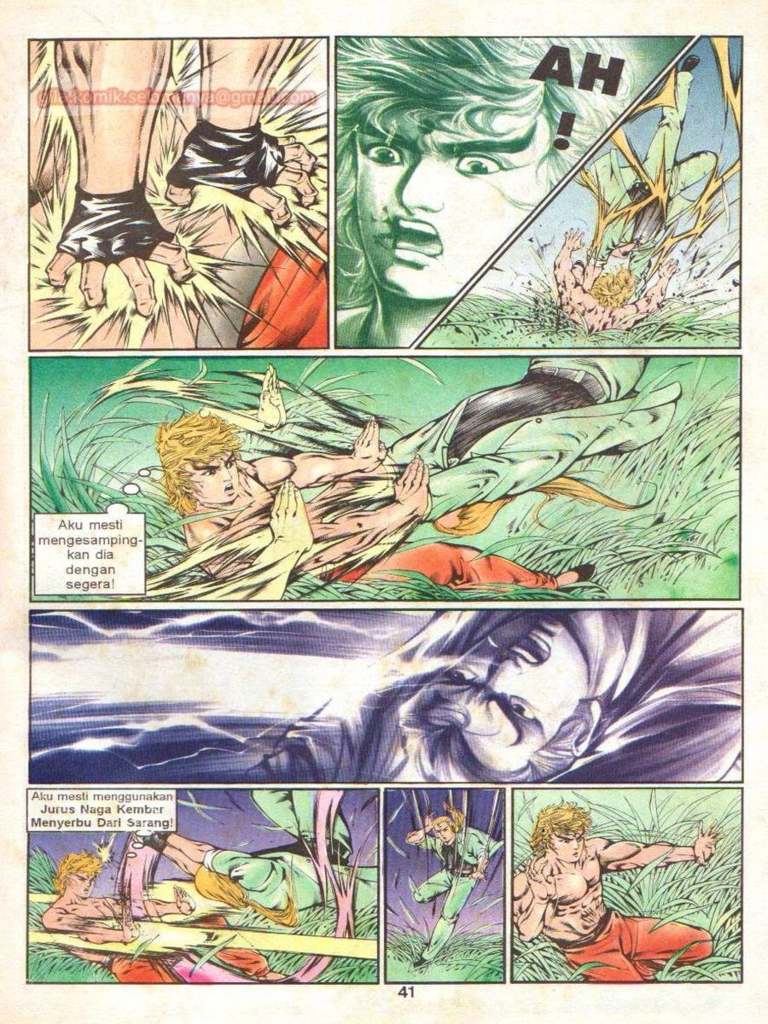 AH
!
Aku mesti
mengesamping-
kan dia
dengan
segera!
Aku mesti menggunakan
Jurus Naga Kembar
Menyerbu Dari Sarang!
41